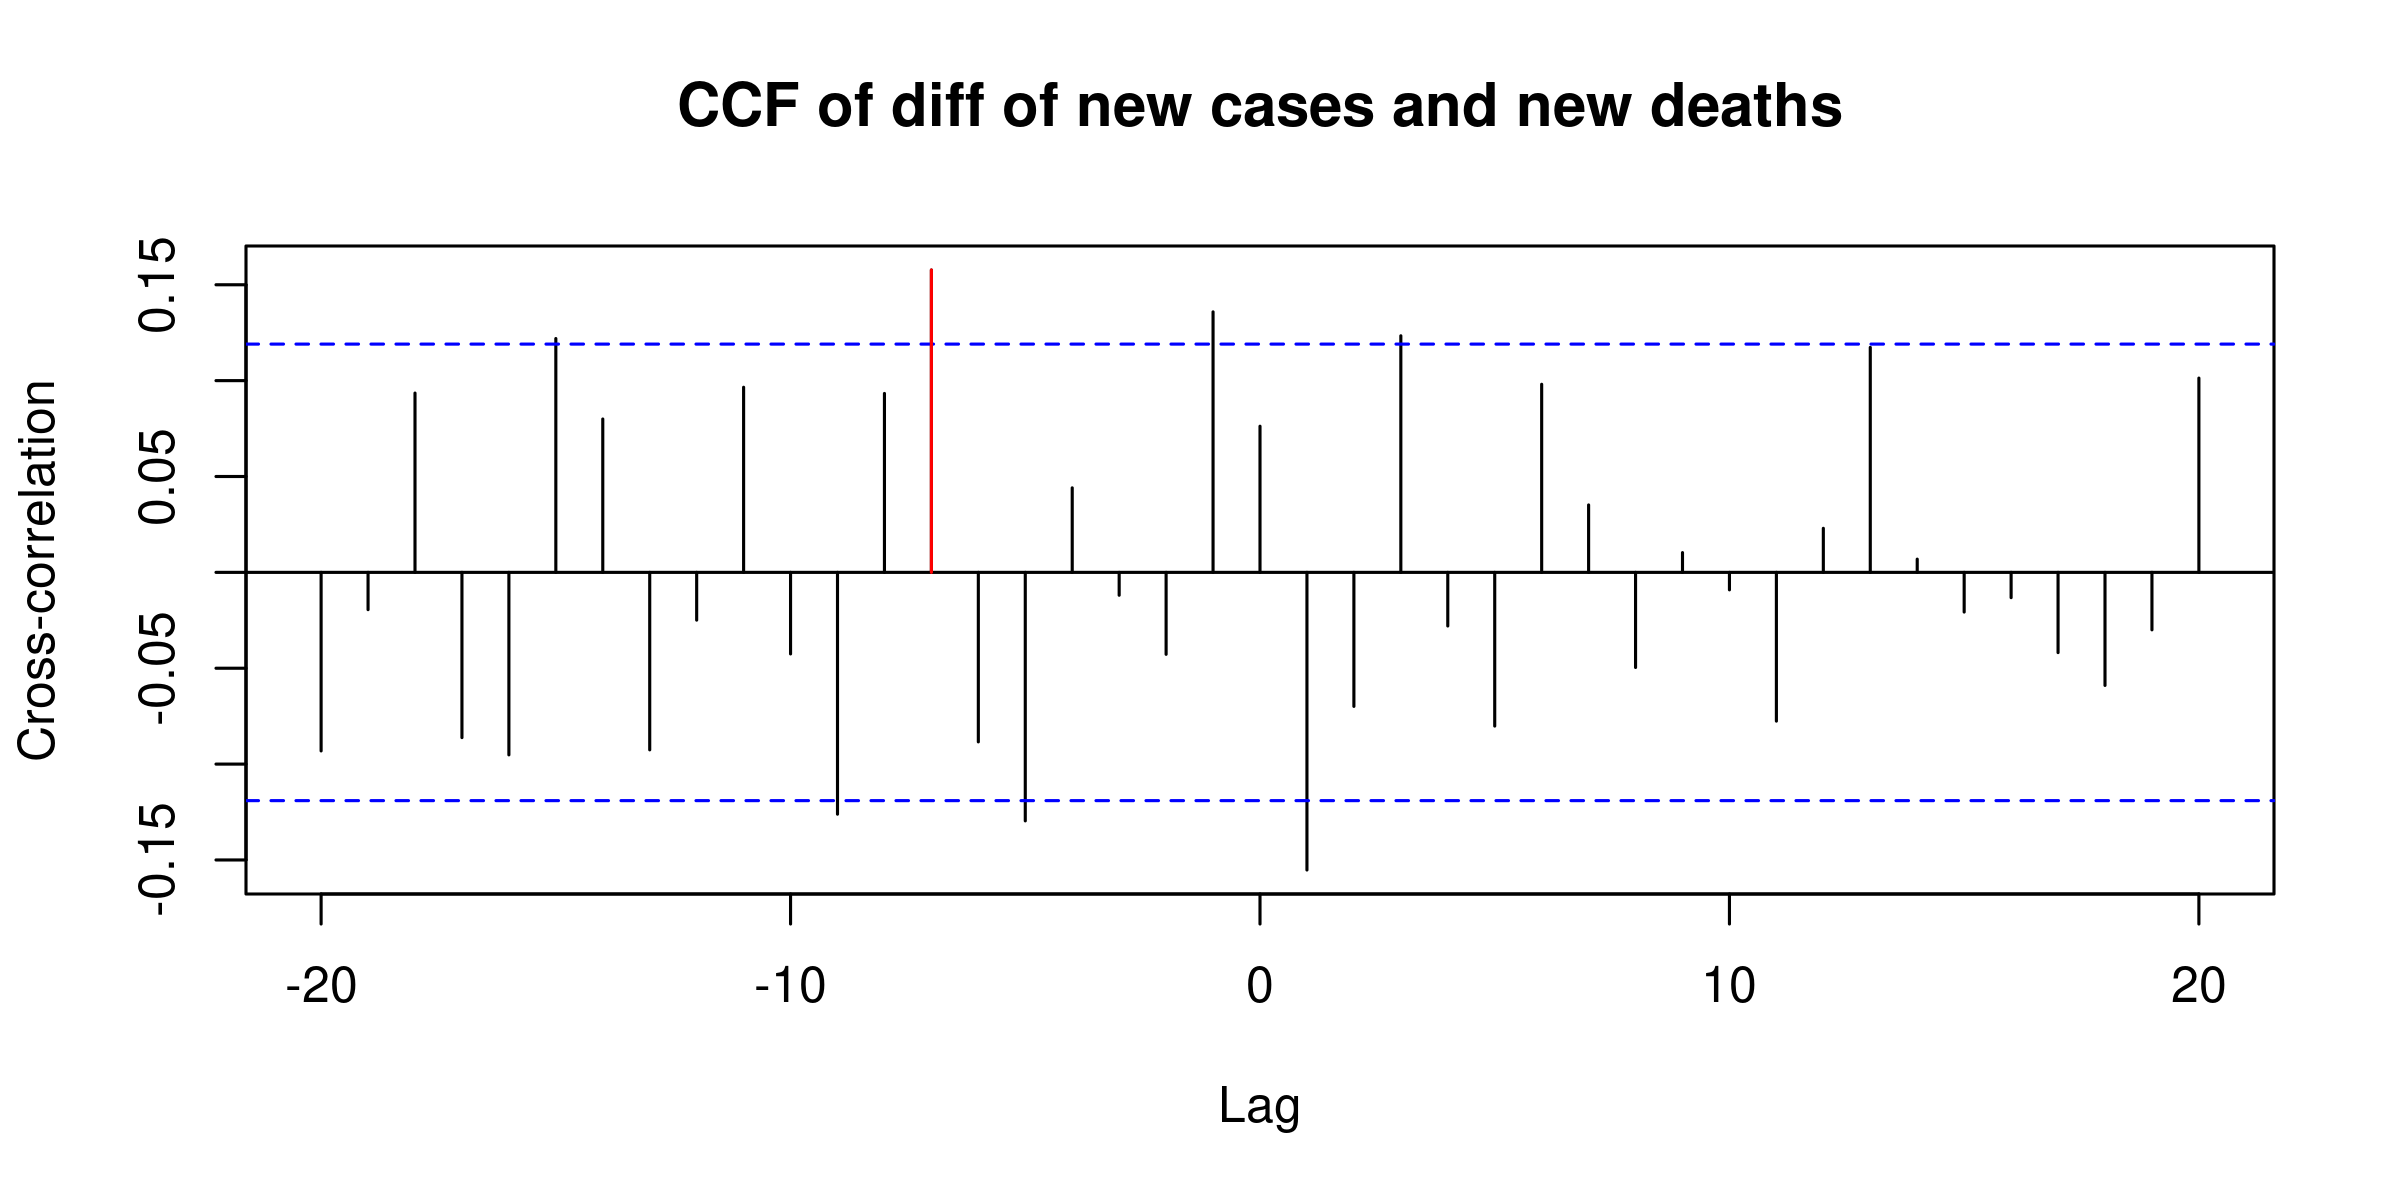 CCF of diff of new cases and new deaths
Cross-correlation
0.15
0.05
-0.05
-0.15
-20 -10 0 10 20
Lag